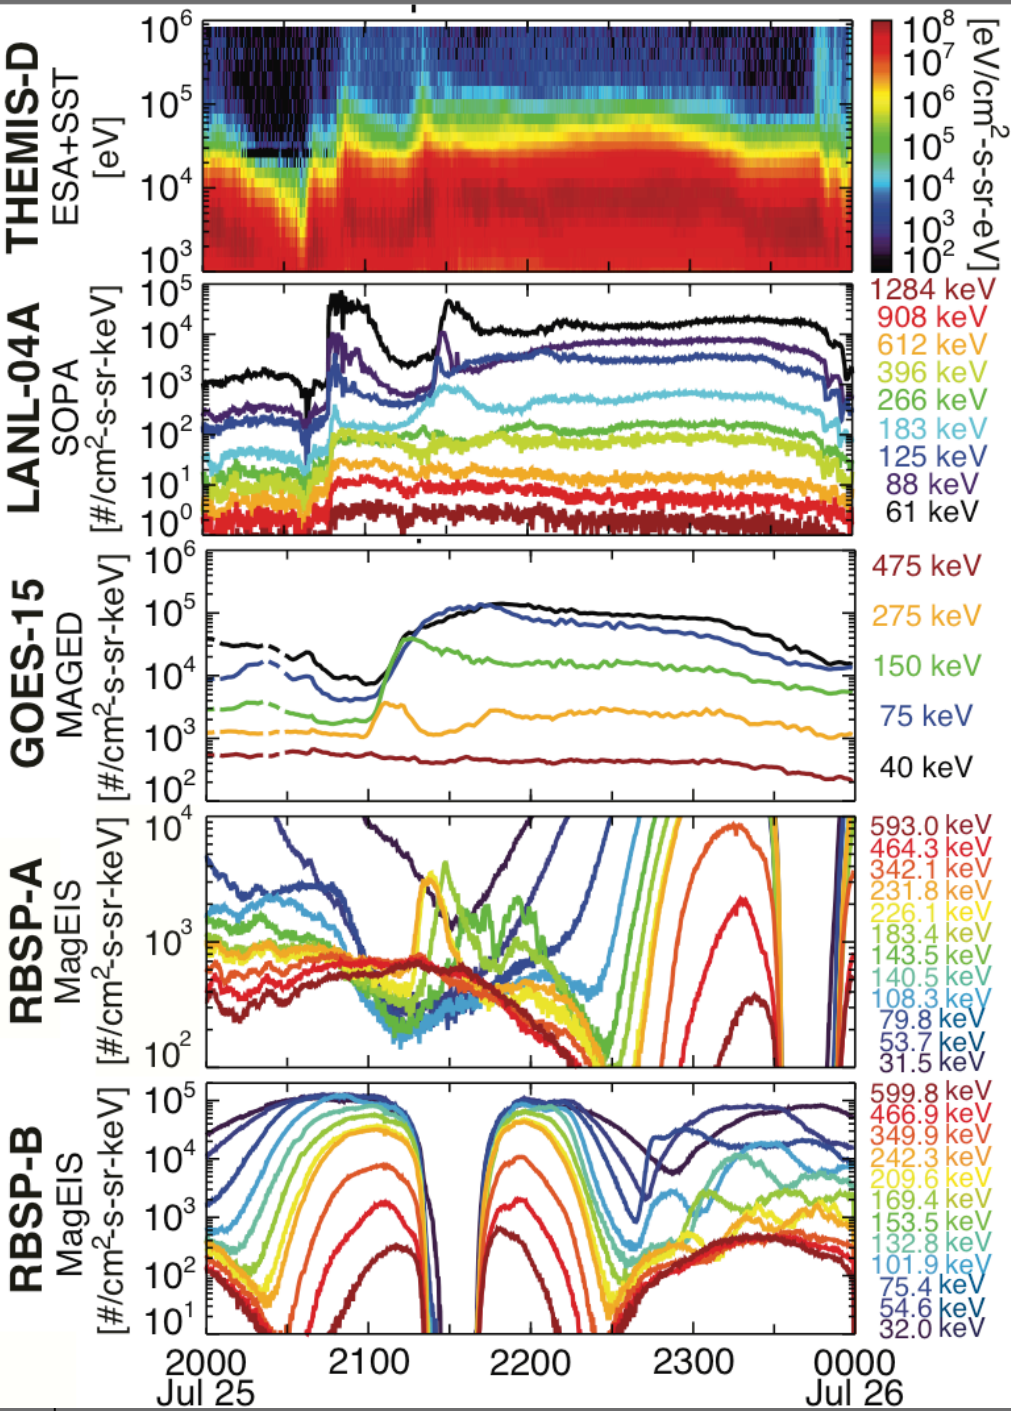 THEMIS-D
ESA+SST
[eV]
10^6
10^5
10^4
10^3
10^8
10^7
10^6
10^5
10^4
10^3
10^2
[eV/cm^2-s-sr-eV]
LANL-04A
SOPA
[#/cm^2-s-sr-keV]
10^5
10^4
10^3
10^2
10^1
10^0
1284 keV
908 keV
612 keV
396 keV
266 keV
183 keV
125 keV
88 keV
61 keV
GOES-15
MAGED
[#/cm^2-s-sr-keV]
10^6
10^5
10^4
10^3
10^2
475 keV
275 keV
150 keV
75 keV
40 keV
RBSP-A
MagEIS
[#/cm^2-s-sr-keV]
10^4
10^3
10^2
593.0 keV
464.3 keV
342.1 keV
231.8 keV
226.1 keV
183.4 keV
143.5 keV
140.5 keV
108.3 keV
79.8 keV
53.7 keV
31.5 keV
RBSP-B
MagEIS
[#/cm^2-s-sr-keV]
10^5
10^4
10^3
10^2
10^1
599.8 keV
466.9 keV
349.9 keV
242.3 keV
209.6 keV
169.4 keV
153.5 keV
132.8 keV
101.9 keV
75.4 keV
54.6 keV
32.0 keV
2000 2100 2200 2300 0000
Jul 25 Jul 26